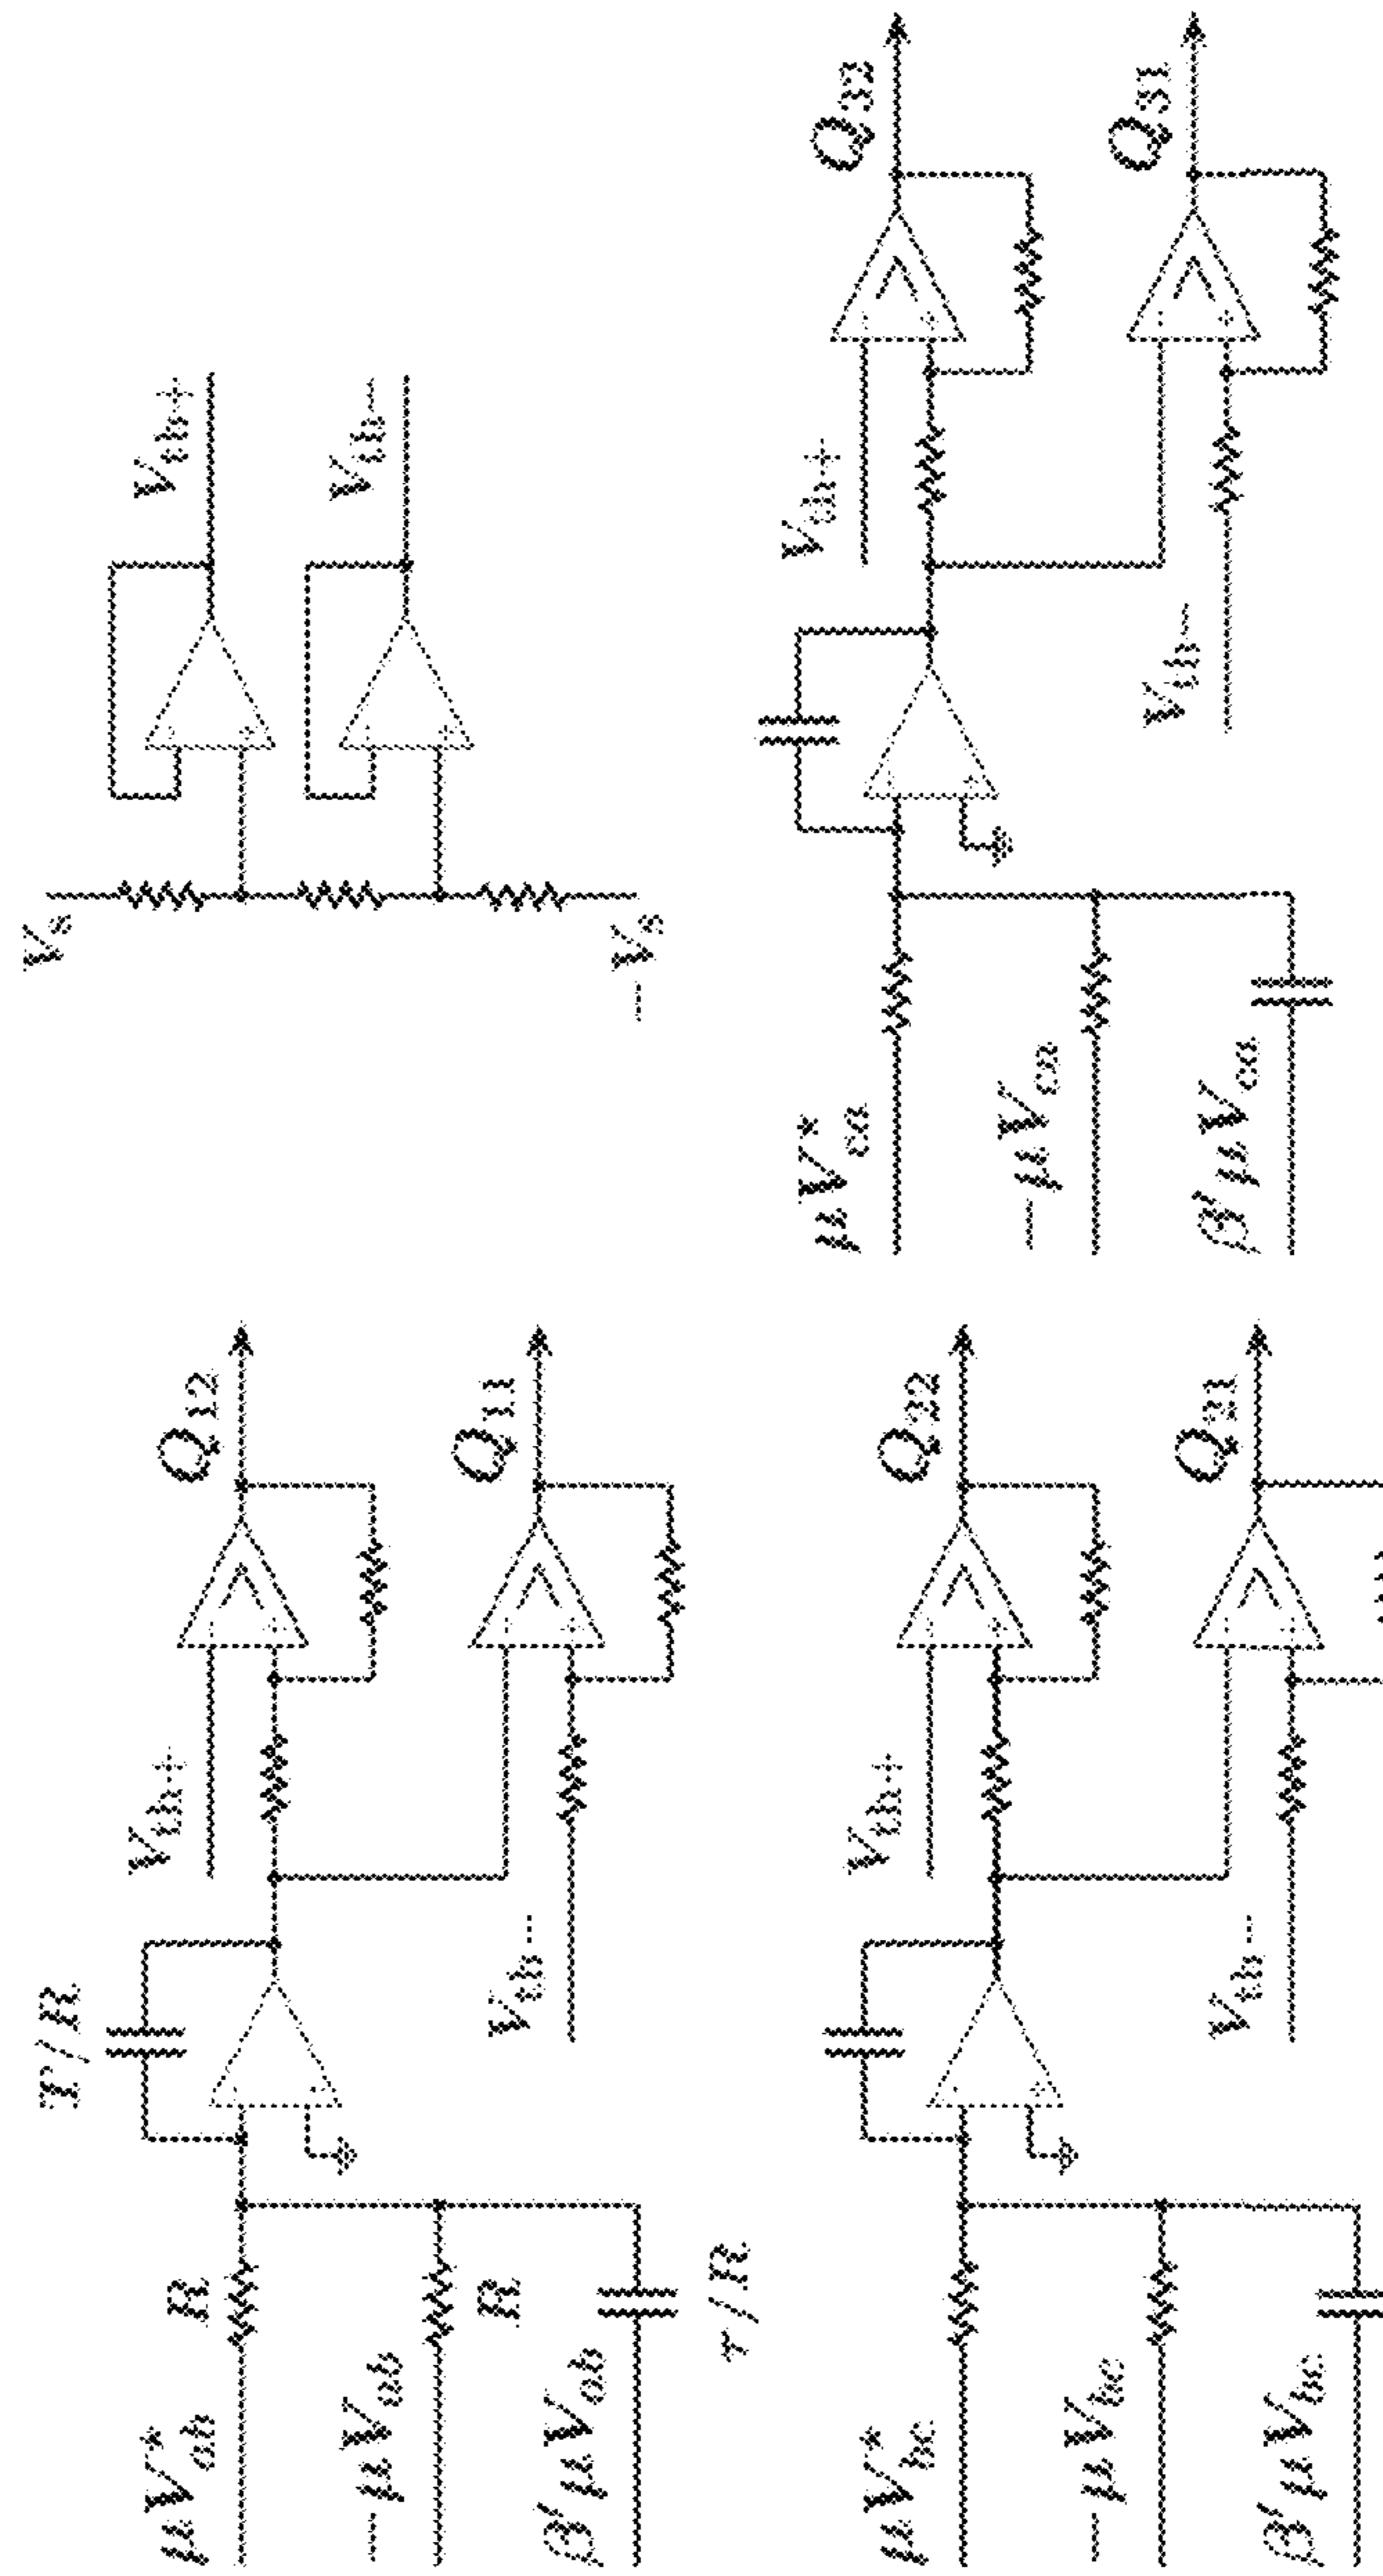 T/R
μV*ab
R
Vth+
Q12
−μVab
R
Vth−
Q11
β′μVab
τ/R
Vs
Vth+
Vth−
−Vs
μV*bc
Vth+
Q22
−μVbc
Vth−
Q21
β′μVbc
μV*ca
Vth+
Q32
−μVca
Vth−
Q31
β′μVca